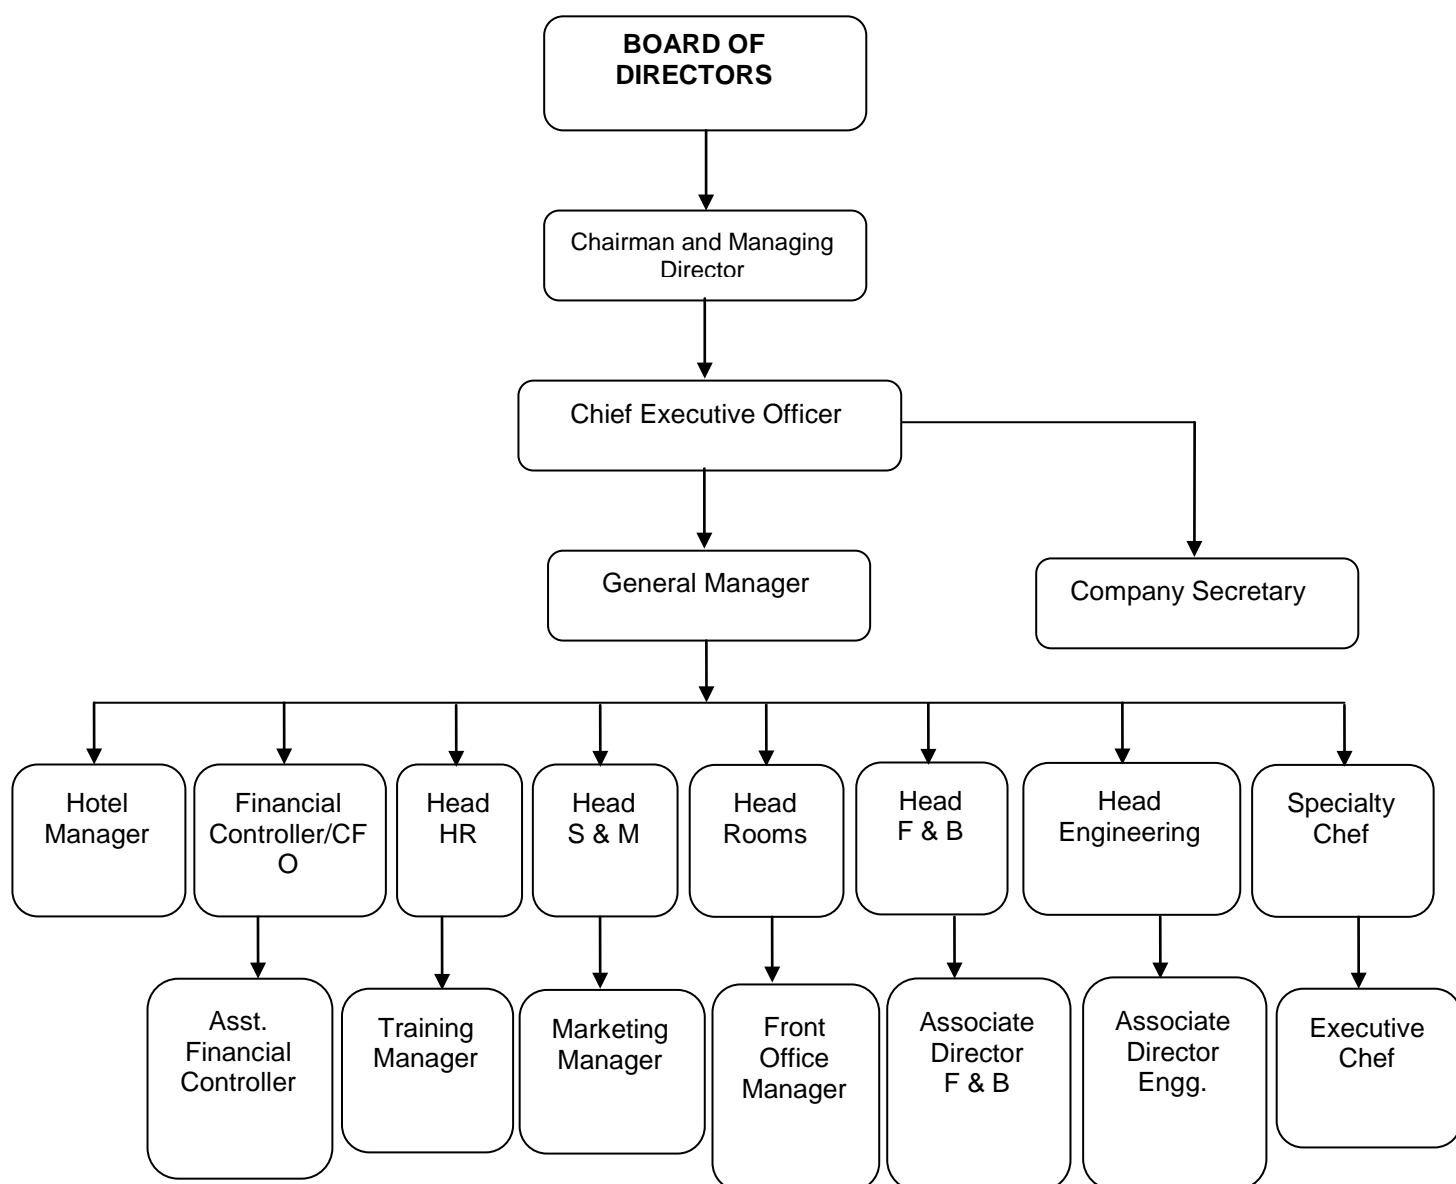 BOARD OF
DIRECTORS
Chairman and Managing
Director
Chief Executive Officer
General Manager
Company Secretary
Hotel
Manager
Financial
Controller/CF
O
Head
HR
Head
S & M
Head
Rooms
Head
F & B
Head
Engineering
Specialty
Chef
Asst.
Financial
Controller
Training
Manager
Marketing
Manager
Front
Office
Manager
Associate
Director
F & B
Associate
Director
Engg.
Executive
Chef